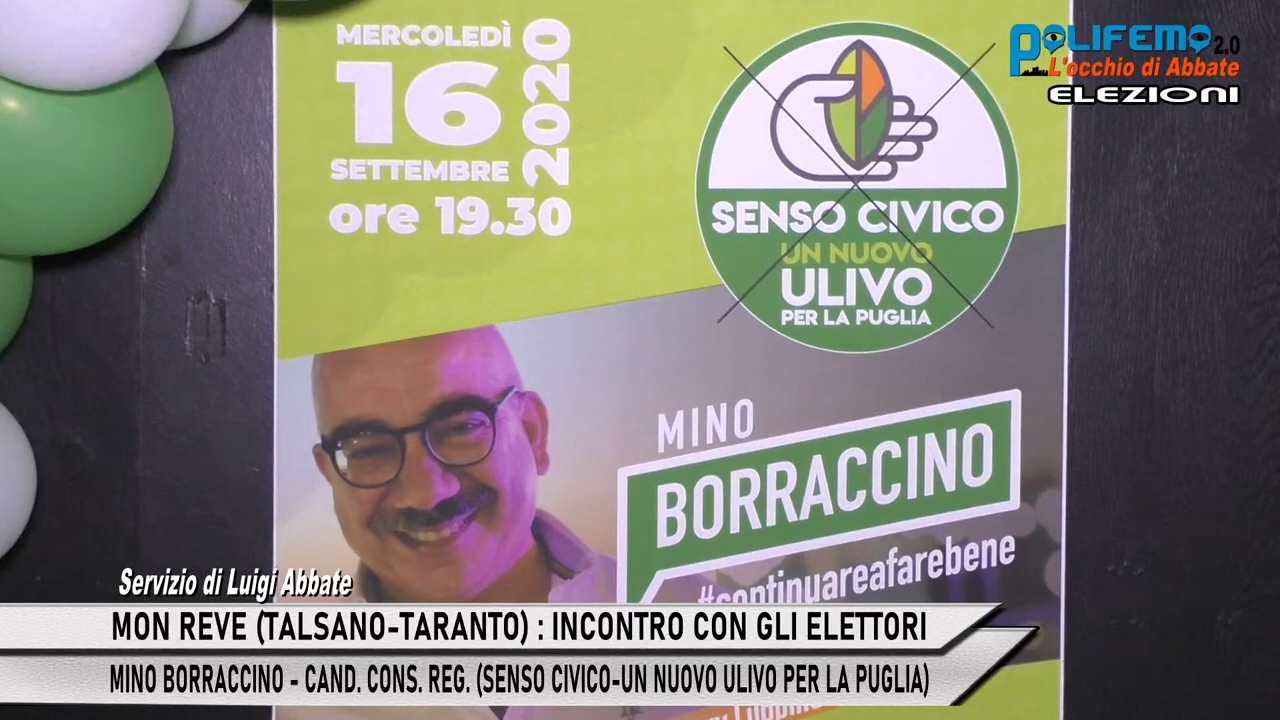 MERCOLEDÌ
16
SETTEMBRE
2020
ore 19.30
POLIFEMO 2.0
L'occhio di Abbate
ELEZIONI
SENSO CIVICO
UN NUOVO
ULIVO
PER LA PUGLIA
MINO
BORRACCINO
#continuareafarebene
Servizio di Luigi Abbate
MON REVE (TALSANO-TARANTO) : INCONTRO CON GLI ELETTORI
MINO BORRACCINO - CAND. CONS. REG. (SENSO CIVICO-UN NUOVO ULIVO PER LA PUGLIA)